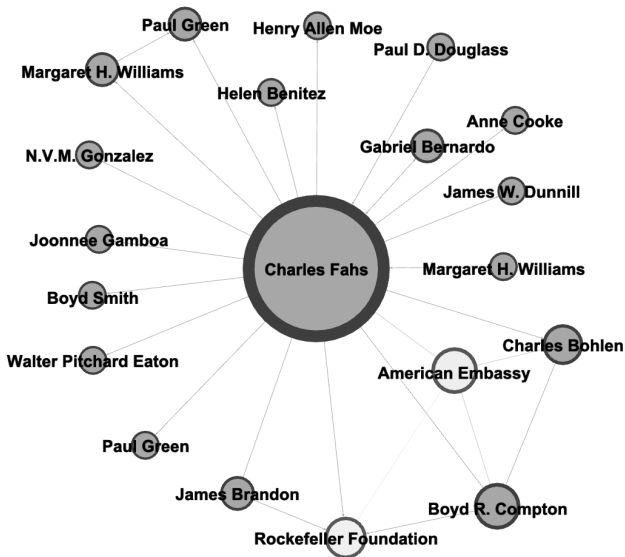 Paul Green
Henry Allen Moe
Paul D. Douglass
Margaret H. Williams
Helen Benitez
Anne Cooke
Gabriel Bernardo
N.V.M. Gonzalez
James W. Dunnill
Joonnee Gamboa
Charles Fahs
Margaret H. Williams
Boyd Smith
Charles Bohlen
Walter Pitchard Eaton
American Embassy
Paul Green
James Brandon
Boyd R. Compton
Rockefeller Foundation